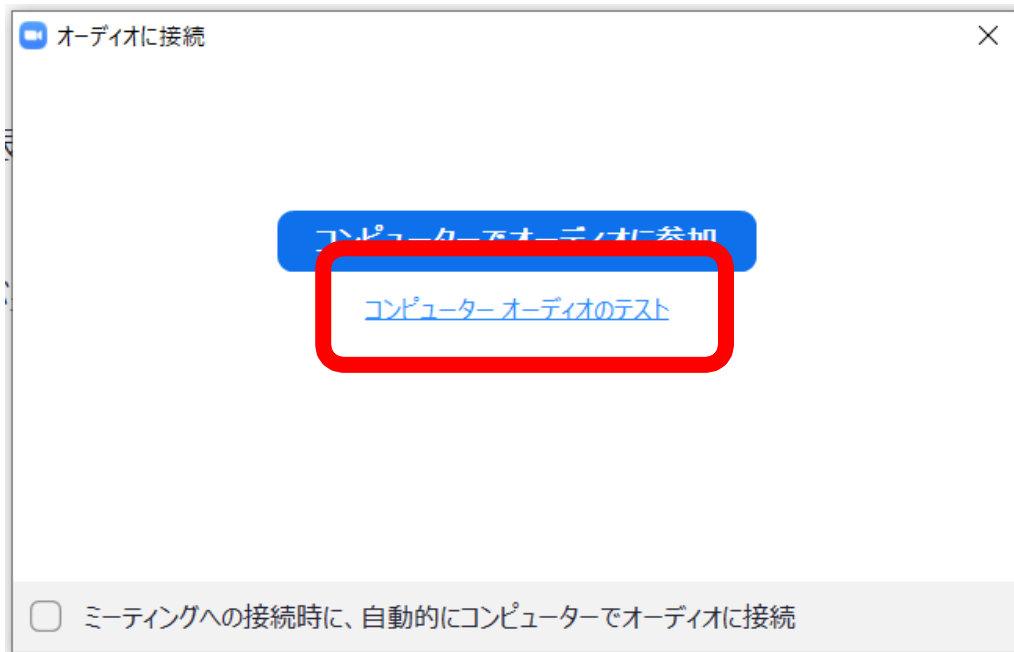 オーディオに接続
コンピューターでオーディオに参加
コンピューター オーディオのテスト
ミーティングへの接続時に、自動的にコンピューターでオーディオに接続